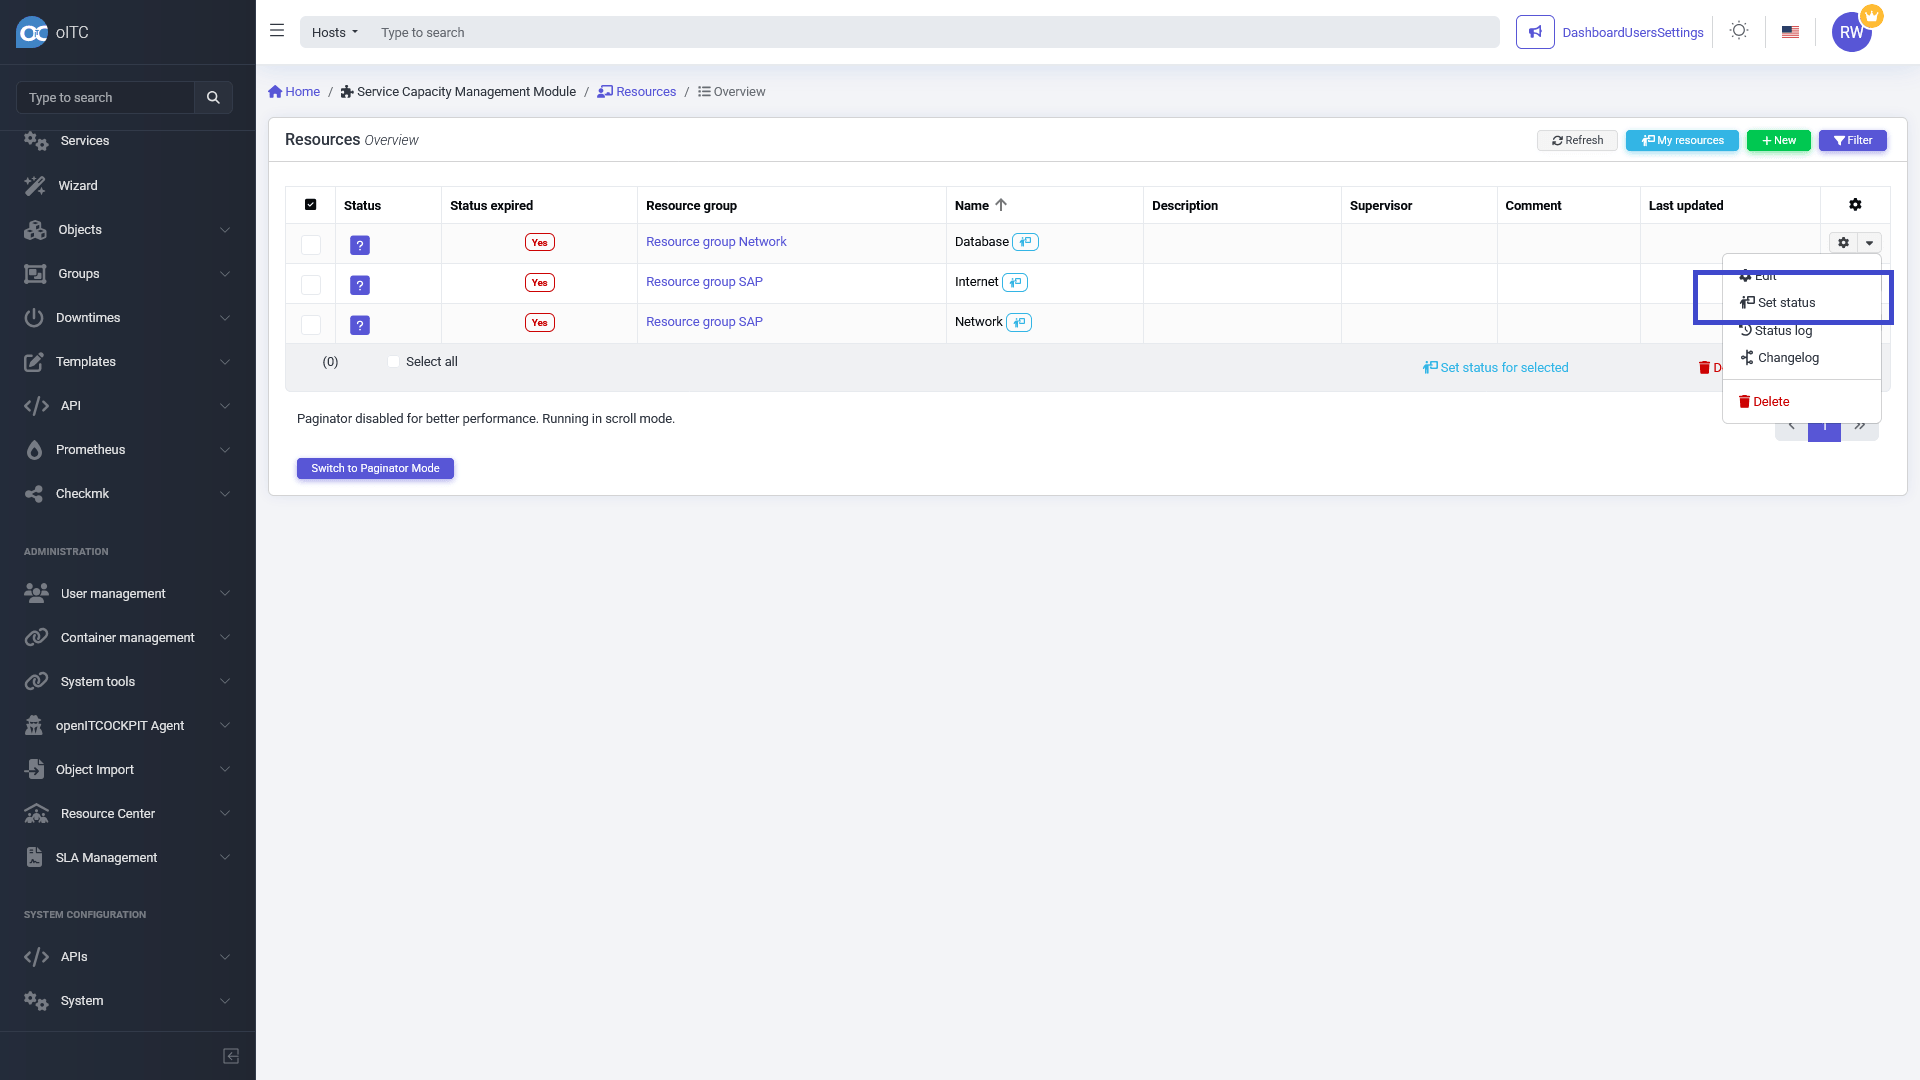 oITC
Hosts
Type to search
DashboardUsersSettings
RW
Type to search
Services
Wizard
Objects
Groups
Downtimes
Templates
API
Prometheus
Checkmk
ADMINISTRATION
User management
Container management
System tools
openITCOCKPIT Agent
Object Import
Resource Center
SLA Management
SYSTEM CONFIGURATION
APIs
System
Home / Service Capacity Management Module / Resources / Overview
Resources Overview
Refresh
My resources
+ New
Filter
Status Status expired Resource group Name Description Supervisor Comment Last updated
? Yes Resource group Network Database
? Yes Resource group SAP Internet
? Yes Resource group SAP Network
(0) Select all Set status for selected
Edit
Set status
Status log
Changelog
Delete
Paginator disabled for better performance. Running in scroll mode.
1
Switch to Paginator Mode